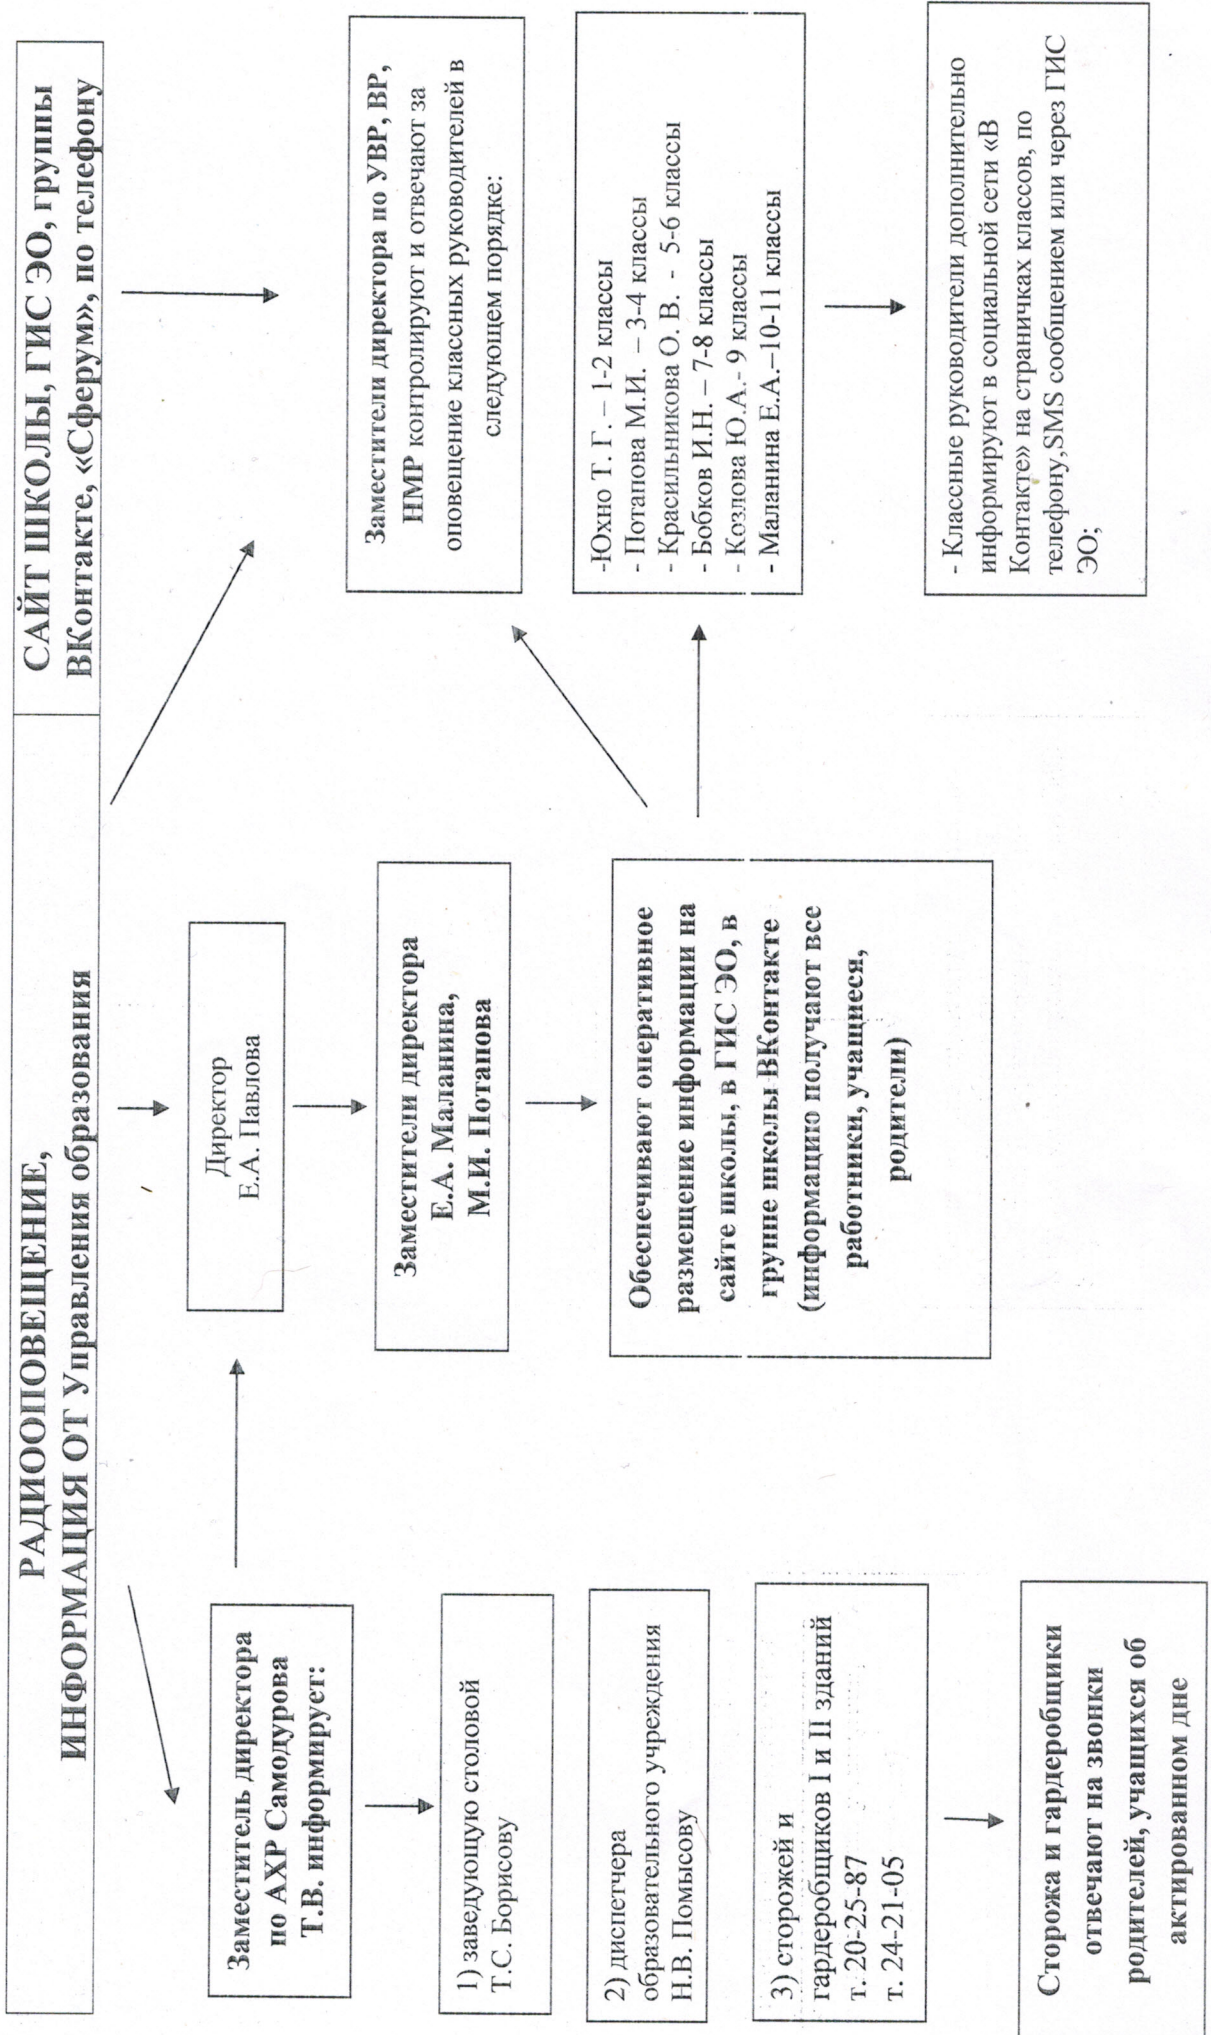 РАДИООПОВЕЩЕНИЕ,
ИНФОРМАЦИЯ ОТ Управления образования
САЙТ ШКОЛЫ, ГИС ЭО, группы
ВКонтакте, «Сферум», по телефону
Заместитель директора
по АХР Самодурова
Т.В. информирует:
1) заведующую столовой
Т.С. Борисову
2) диспетчера
образовательного учреждения
Н.В. Помысову
3) сторожей и
гардеробщиков I и II зданий
т. 20-25-87
т. 24-21-05
Сторожа и гардеробщики
отвечают на звонки
родителей, учащихся об
актированном дне
Директор
Е.А. Павлова
Заместители директора
Е.А. Маланина,
М.И. Потапова
Обеспечивают оперативное
размещение информации на
сайте школы, в ГИС ЭО, в
группе школы ВКонтакте
(информацию получают все
работники, учащиеся,
родители)
Заместители директора по УВР, ВР,
НМР контролируют и отвечают за
оповещение классных руководителей в
следующем порядке:
-Юхно Т. Г. – 1-2 классы
- Потапова М.И. – 3-4 классы
- Красильникова О. В. - 5-6 классы
- Бобков И.Н. – 7-8 классы
- Козлова Ю.А.- 9 классы
- Маланина Е.А.–10-11 классы
- Классные руководители дополнительно
информируют в социальной сети «В
Контакте» на страничках классов, по
телефону,SMS сообщением или через ГИС
ЭО;